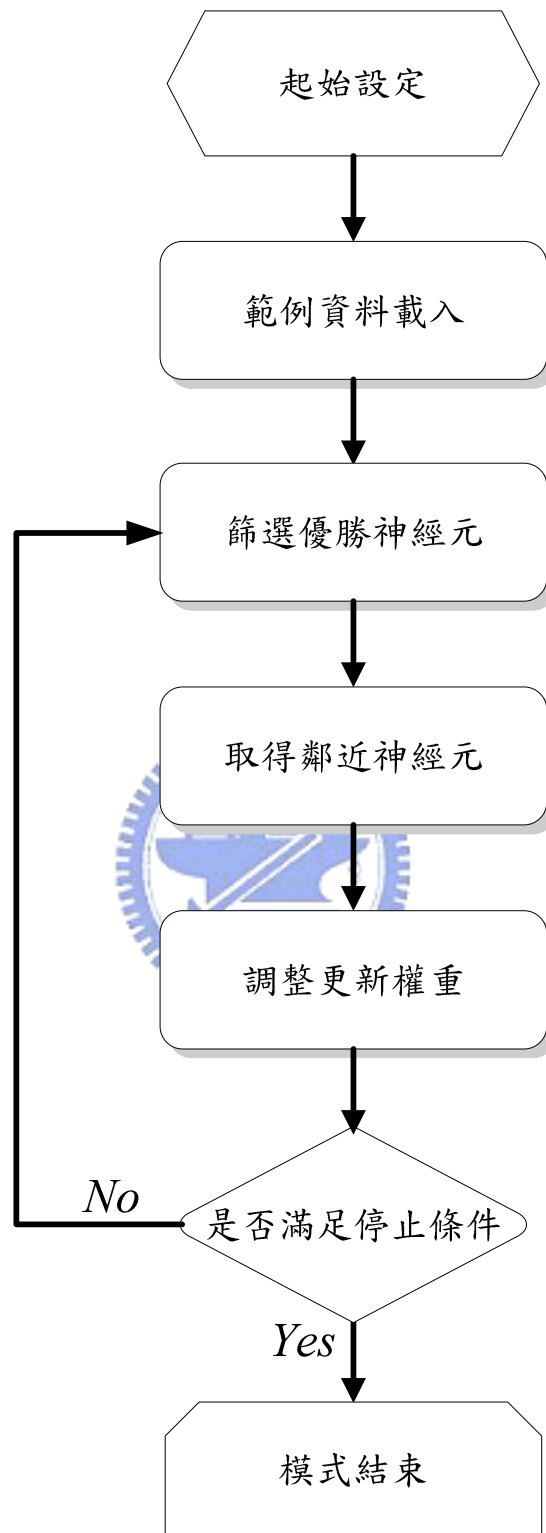 起始設定
範例資料載入
篩選優勝神經元
取得鄰近神經元
調整更新權重
No
是否滿足停止條件
Yes
模式結束